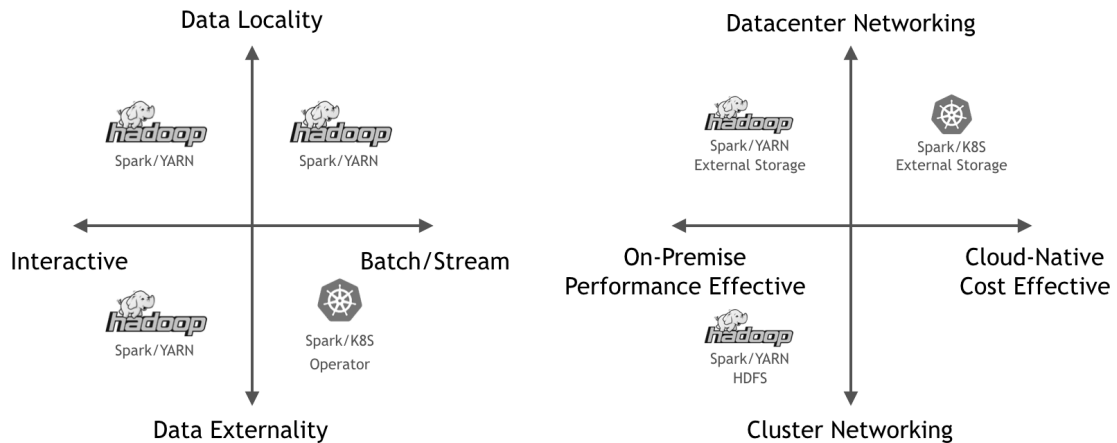 Data Locality
hadoop
Spark/YARN
hadoop
Spark/YARN
Interactive
Batch/Stream
hadoop
Spark/YARN
Spark/K8S
Operator
Data Externality
Datacenter Networking
hadoop
Spark/YARN
External Storage
Spark/K8S
External Storage
On-Premise
Performance Effective
Cloud-Native
Cost Effective
hadoop
Spark/YARN
HDFS
Cluster Networking